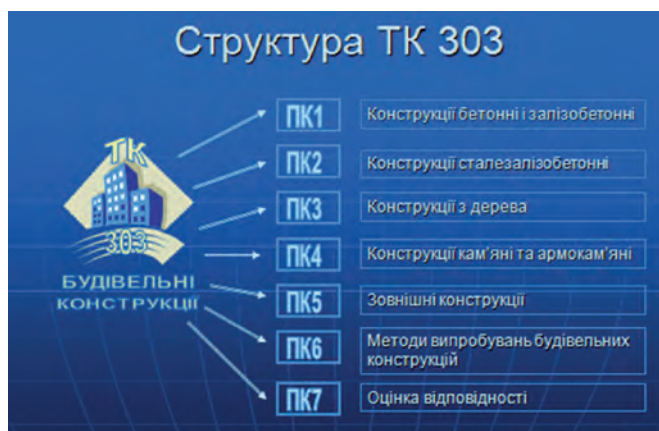 Структура ТК 303
ПК1 Конструкції бетонні і залізобетонні
ПК2 Конструкції сталезалізобетонні
ПК3 Конструкції з дерева
ПК4 Конструкції кам'яні та армокам'яні
ПК5 Зовнішні конструкції
ПК6 Методи випробувань будівельних
конструкцій
ПК7 Оцінка відповідності
ТК
303
БУДІВЕЛЬНІ
КОНСТРУКЦІЇ